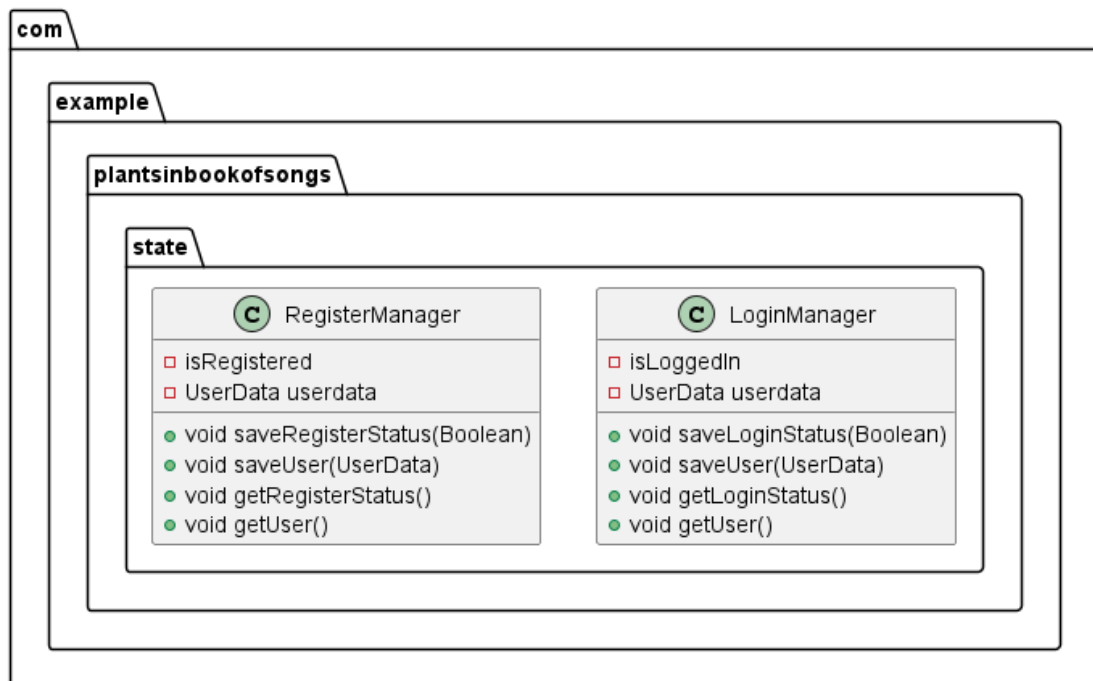 com
example
plantsinbookofsongs
state
C RegisterManager
isRegistered
UserData userdata
void saveRegisterStatus(Boolean)
void saveUser(UserData)
void getRegisterStatus()
void getUser()
C LoginManager
isLoggedIn
UserData userdata
void saveLoginStatus(Boolean)
void saveUser(UserData)
void getLoginStatus()
void getUser()